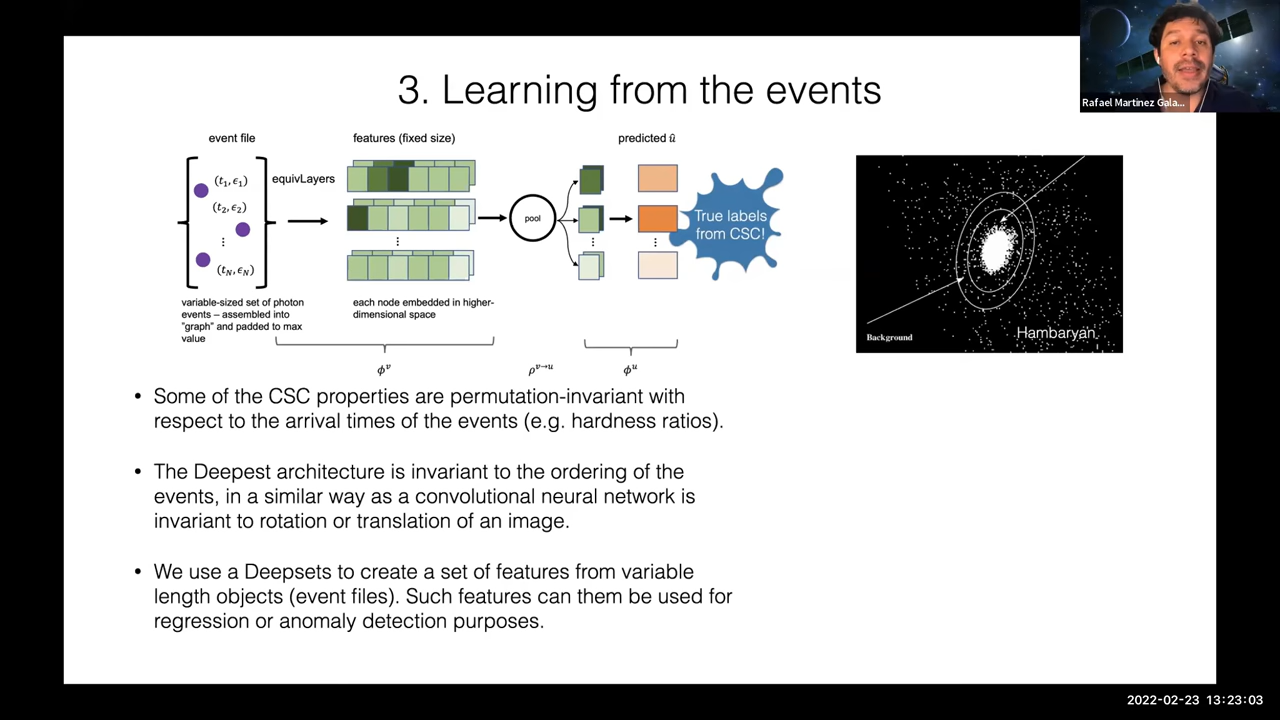 Rafael Martinez Gala...
3. Learning from the events
event file
features (fixed size)
predicted û
(t₁, ϵ₁)
equivLayers
(t₂, ϵ₂)
⋮
(t_N, ϵ_N)
⋮
pool
⋮
⋮
True labels
from CSC!
variable-sized set of photon
events – assembled into
"graph" and padded to max
value
each node embedded in higher-
dimensional space
ϕᵛ
ρᵛ→ᵘ
ϕᵘ
Background
Hambaryan
• Some of the CSC properties are permutation-invariant with
respect to the arrival times of the events (e.g. hardness ratios).
• The Deepest architecture is invariant to the ordering of the
events, in a similar way as a convolutional neural network is
invariant to rotation or translation of an image.
• We use a Deepsets to create a set of features from variable
length objects (event files). Such features can them be used for
regression or anomaly detection purposes.
2022-02-23 13:23:03